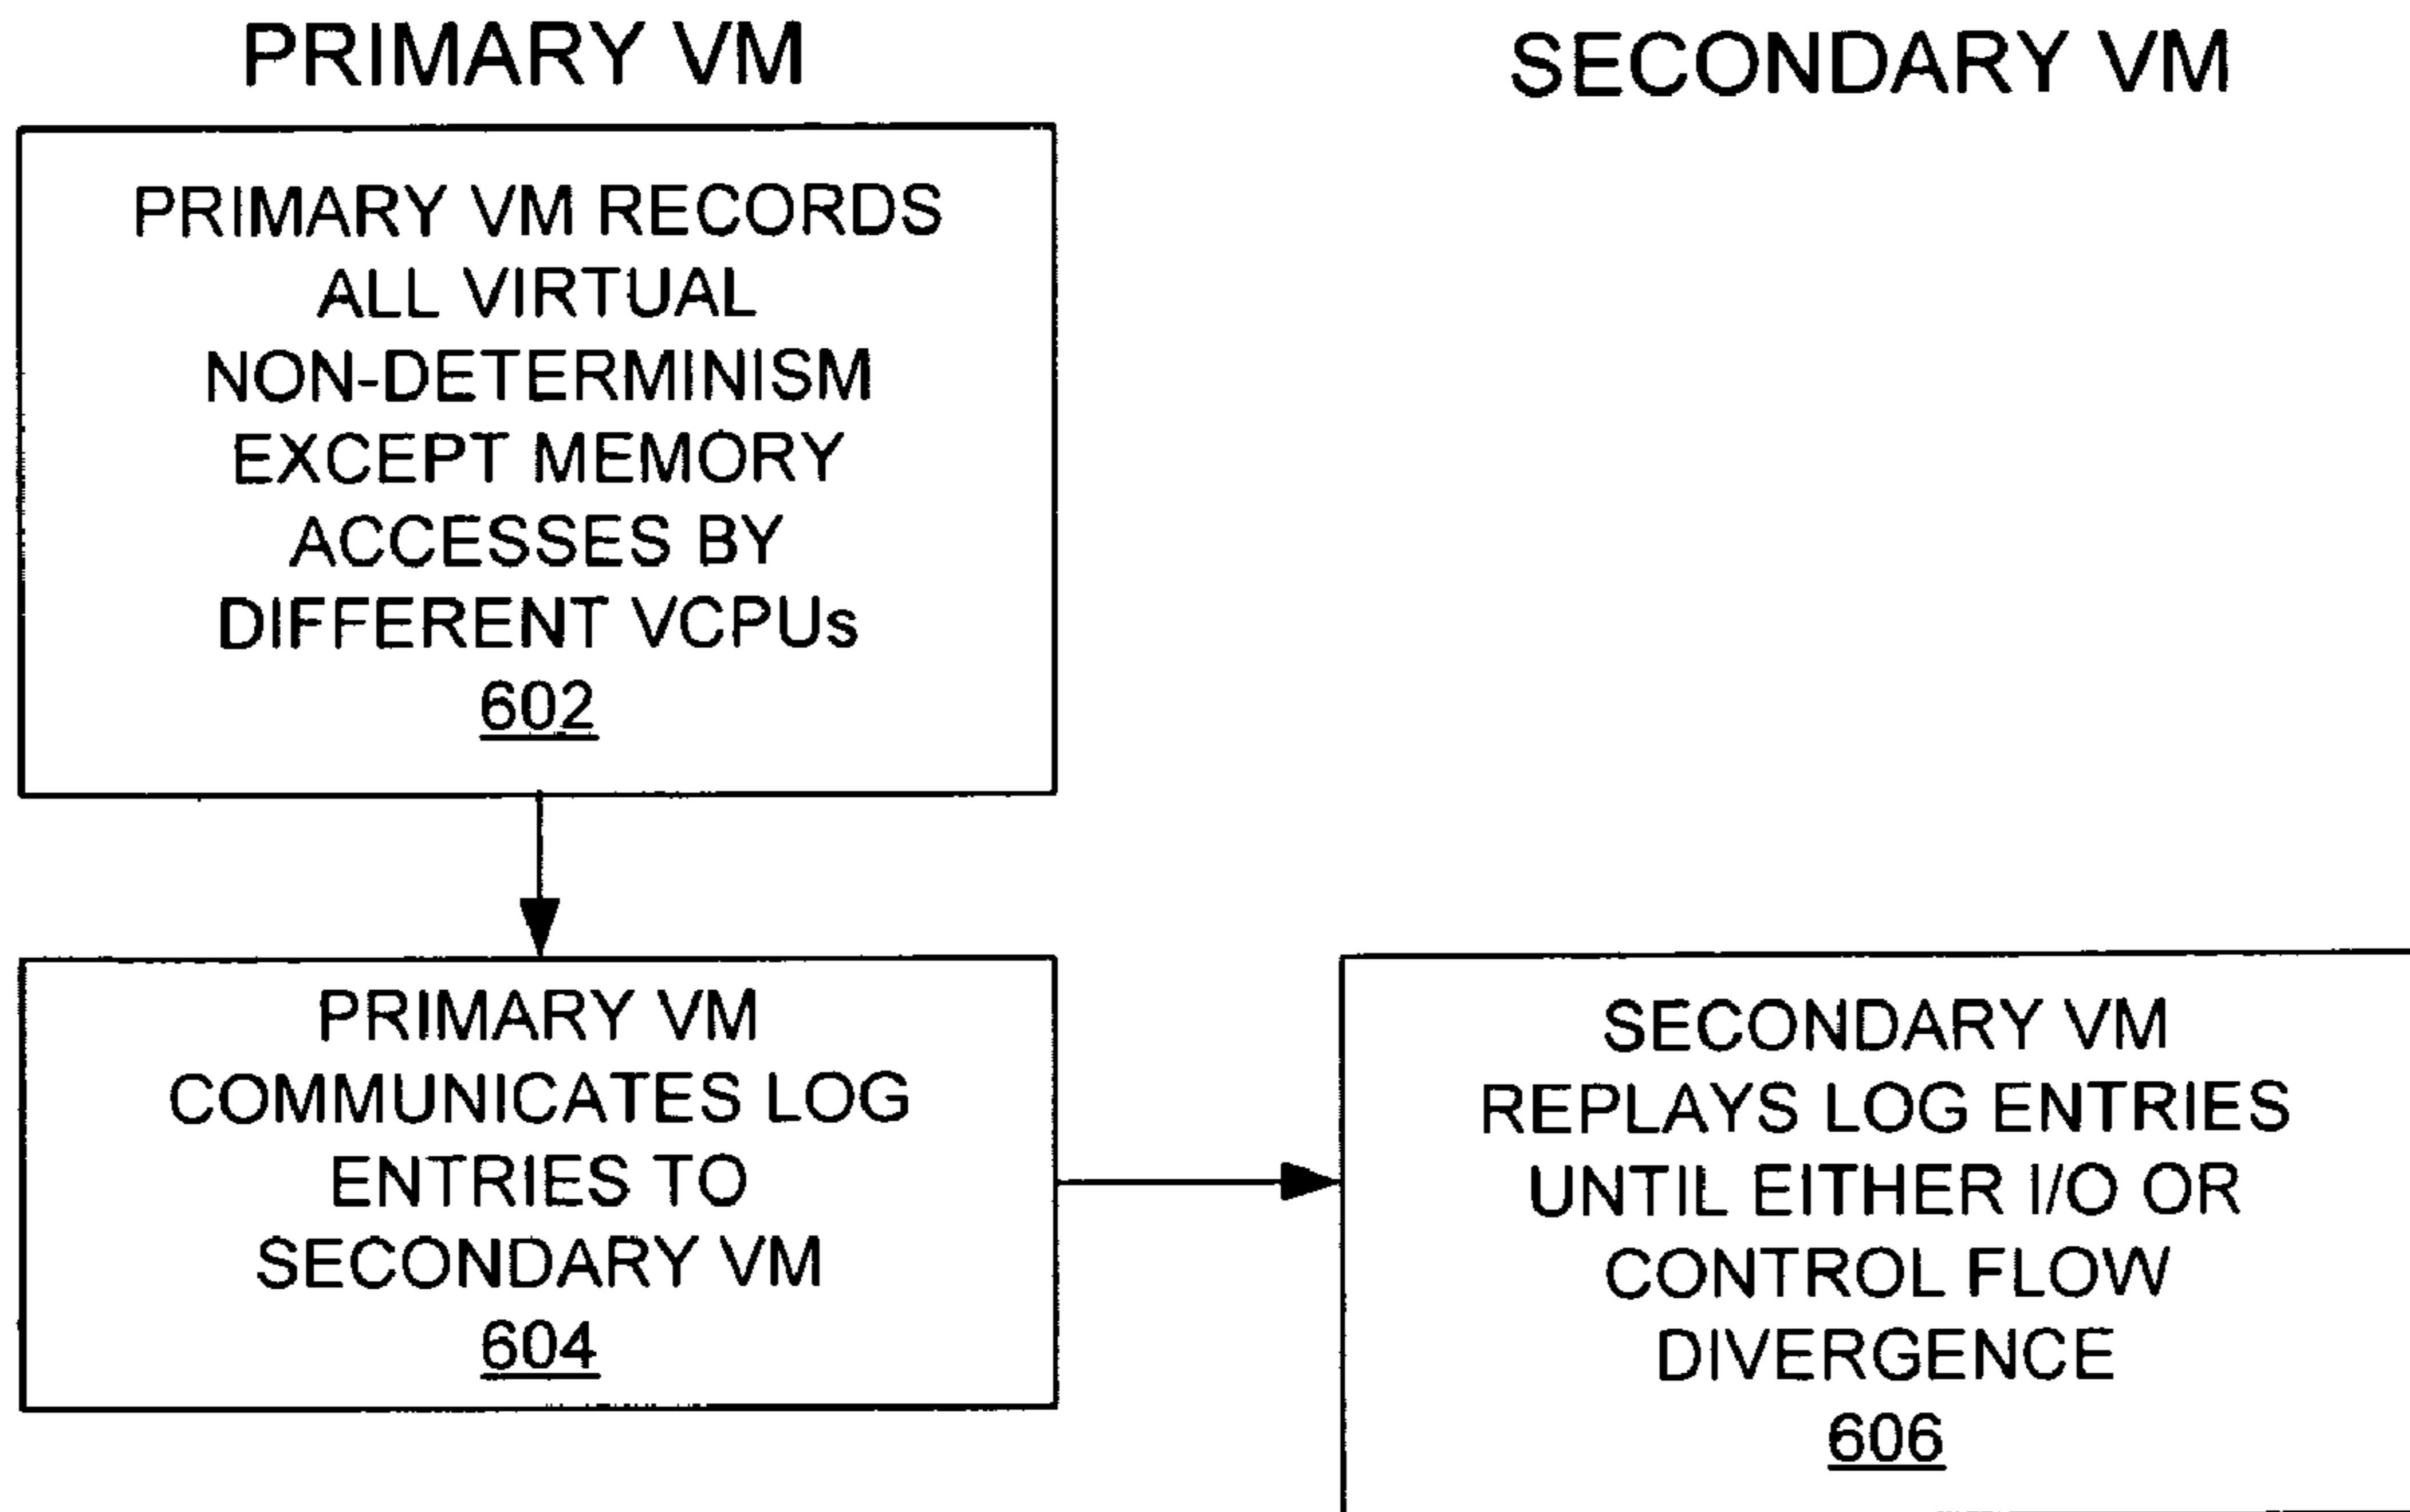 PRIMARY VM
SECONDARY VM
PRIMARY VM RECORDS
ALL VIRTUAL
NON-DETERMINISM
EXCEPT MEMORY
ACCESSES BY
DIFFERENT VCPUs
602
PRIMARY VM
COMMUNICATES LOG
ENTRIES TO
SECONDARY VM
604
SECONDARY VM
REPLAYS LOG ENTRIES
UNTIL EITHER I/O OR
CONTROL FLOW
DIVERGENCE
606